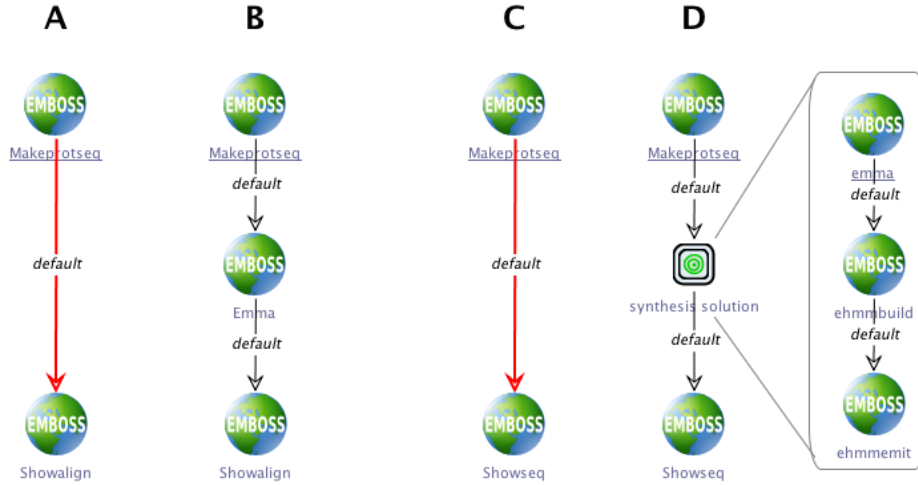 A
B
C
D
EMBOSS
EMBOSS
EMBOSS
EMBOSS
EMBOSS
Makeprotseq
Makeprotseq
Makeprotseq
Makeprotseq
emma
default
default
default
default
default
EMBOSS
EMBOSS
default
Emma
synthesis solution
ehmmbuild
default
default
default
EMBOSS
EMBOSS
EMBOSS
EMBOSS
EMBOSS
Showalign
Showalign
Showseq
Showseq
ehmmemit